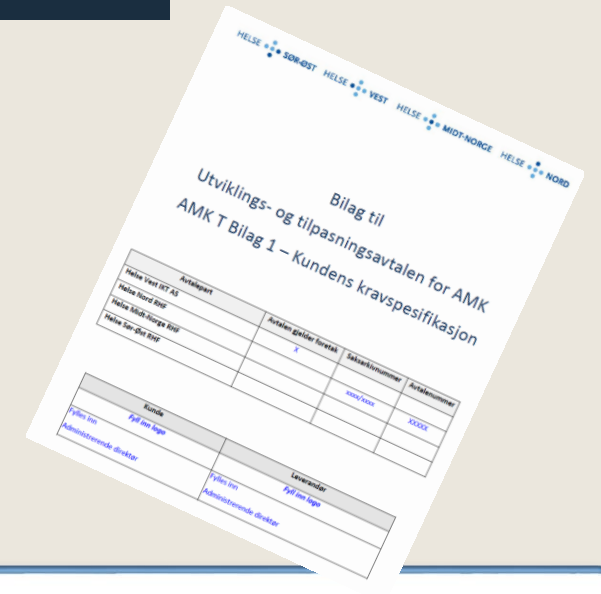 HELSE SØR-ØST HELSE VEST HELSE MIDT-NORGE HELSE NORD
Bilag til
Utviklings- og tilpasningsavtalen for AMK
AMK T Bilag 1 – Kundens kravspesifikasjon
Avtalepart Avtalen gjelder foretak Saksarkivnummer Avtalenummer
Helse Vest IKT AS X xxxx/xxxx XXXXX
Helse Nord RHF
Helse Midt-Norge RHF
Helse Sør-Øst RHF
Kunde Leverandør
Fyll inn logo Fyll inn logo
Fylles inn Fylles inn
Administrerende direktør Administrerende direktør